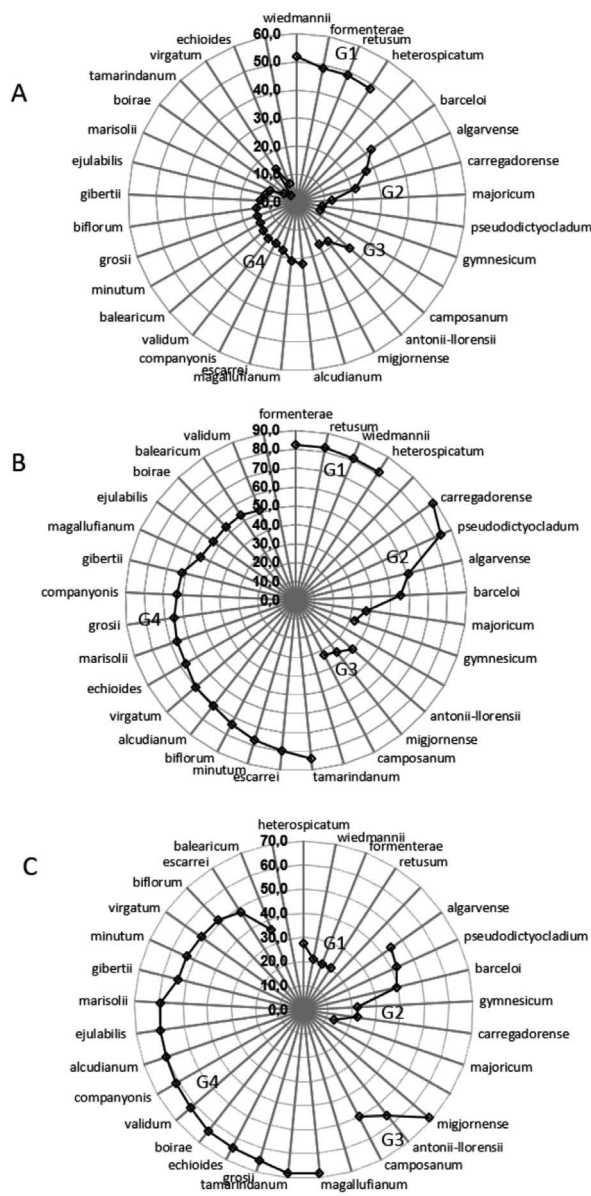 A
wiedmannii
formenterae
retusum
heterospicatum
barceloi
algarvense
carregadorense
majoricum
pseudodictyocladum
gymnesicum
camposanum
antonii-llorensii
migjornense
alcudianum
magallufianum
escarrei
companyonis
validum
balearicum
minutum
grosii
biflorum
gibertii
ejulabilis
marisolii
boirae
tamarindanum
virgatum
echioides
60,0
50,0
40,0
30,0
20,0
10,0
0,0
G1
G2
G3
G4
B
formenterae
retusum
wiedmannii
heterospicatum
carregadorense
pseudodictyocladum
algarvense
barceloi
majoricum
gymnesicum
antonii-llorensii
migjornense
camposanum
tamarindanum
escarrei
minutum
biflorum
alcudianum
virgatum
echioides
marisolii
grosii
companyonis
gibertii
magallufianum
ejulabilis
boirae
balearicum
validum
90,0
80,0
70,0
60,0
50,0
40,0
30,0
20,0
10,0
0,0
G1
G2
G3
G4
C
heterospicatum
wiedmannii
formenterae
retusum
algarvense
pseudodictyocladium
barceloi
gymnesicum
carregadorense
majoricum
migjornense
antonii-llorensii
camposanum
magallufianum
tamarindanum
grosii
echioides
boirae
validum
companyonis
alcudianum
ejulabilis
marisolii
gibertii
minutum
virgatum
biflorum
escarrei
balearicum
70,0
60,0
50,0
40,0
30,0
20,0
10,0
0,0
G1
G2
G3
G4